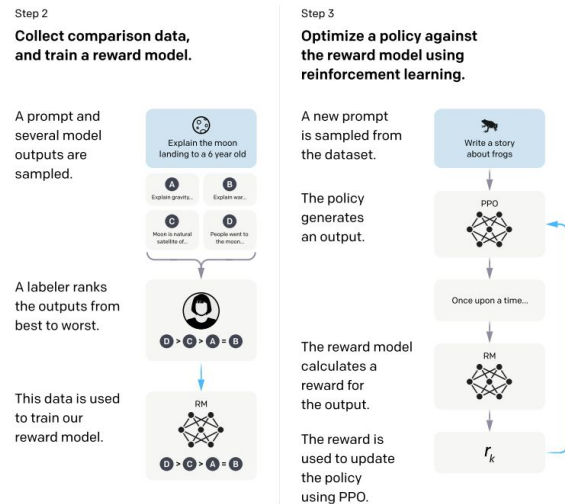 Step 2
Collect comparison data,
and train a reward model.
A prompt and
several model
outputs are
sampled.
Explain the moon
landing to a 6 year old
A
Explain gravity...
B
Explain war...
C
Moon is natural
satellite of...
D
People went to
the moon...
A labeler ranks
the outputs from
best to worst.
D > C > A = B
This data is used
to train our
reward model.
RM
D > C > A = B
Step 3
Optimize a policy against
the reward model using
reinforcement learning.
A new prompt
is sampled from
the dataset.
Write a story
about frogs
The policy
generates
an output.
PPO
Once upon a time...
The reward model
calculates a
reward for
the output.
RM
The reward is
used to update
the policy
using PPO.
rk